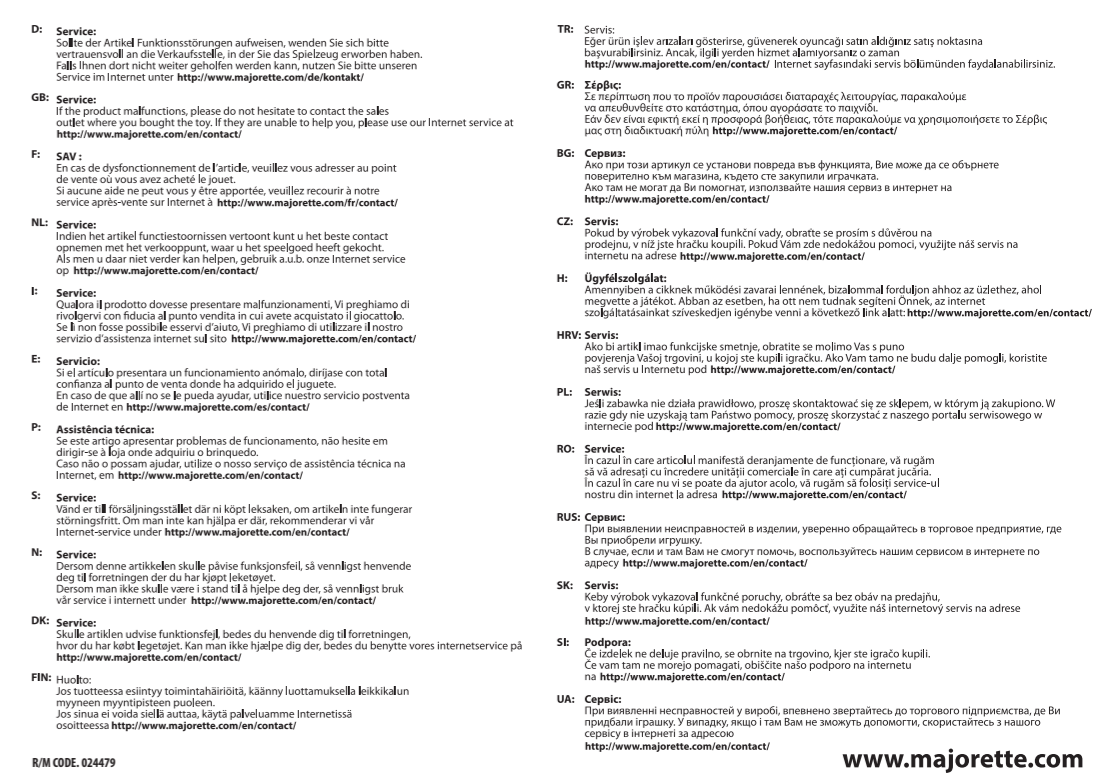 D: Service:
Sollte der Artikel Funktionsstörungen aufweisen, wenden Sie sich bitte
vertrauensvoll an die Verkaufsstelle, in der Sie das Spielzeug erworben haben.
Falls Ihnen dort nicht weiter geholfen werden kann, nutzen Sie bitte unseren
Service im Internet unter http://www.majorette.com/de/kontakt/
GB: Service:
If the product malfunctions, please do not hesitate to contact the sales
outlet where you bought the toy. If they are unable to help you, please use our Internet service at
http://www.majorette.com/en/contact/
F: SAV :
En cas de dysfonctionnement de l'article, veuillez vous adresser au point
de vente où vous avez acheté le jouet.
Si aucune aide ne peut vous y être apportée, veuillez recourir à notre
service après-vente sur Internet à http://www.majorette.com/fr/contact/
NL: Service:
Indien het artikel functiestoornissen vertoont kunt u het beste contact
opnemen met het verkooppunt, waar u het speelgoed heeft gekocht.
Als men u daar niet verder kan helpen, gebruik a.u.b. onze Internet service
op http://www.majorette.com/en/contact/
I: Service:
Qualora il prodotto dovesse presentare malfunzionamenti, Vi preghiamo di
rivolgervi con fiducia al punto vendita in cui avete acquistato il giocattolo.
Se lì non fosse possibile esservi d'aiuto, Vi preghiamo di utilizzare il nostro
servizio d'assistenza internet sul sito http://www.majorette.com/en/contact/
E: Servicio:
Si el artículo presentara un funcionamiento anómalo, diríjase con total
confianza al punto de venta donde ha adquirido el juguete.
En caso de que allí no se le pueda ayudar, utilice nuestro servicio postventa
de Internet en http://www.majorette.com/es/contact/
P: Assistência técnica:
Se este artigo apresentar problemas de funcionamento, não hesite em
dirigir-se à loja onde adquiriu o brinquedo.
Caso não o possam ajudar, utilize o nosso serviço de assistência técnica na
Internet, em http://www.majorette.com/en/contact/
S: Service:
Vänd er till försäljningsstället där ni köpt leksaken, om artikeln inte fungerar
störningsfritt. Om man inte kan hjälpa er där, rekommenderar vi vår
Internet-service under http://www.majorette.com/en/contact/
N: Service:
Dersom denne artikkelen skulle påvise funksjonsfeil, så vennligst henvende
deg til forretningen der du har kjøpt leketøyet.
Dersom man ikke skulle være i stand til å hjelpe deg der, så vennligst bruk
vår service i internett under http://www.majorette.com/en/contact/
DK: Service:
Skulle artiklen udvise funktionsfejl, bedes du henvende dig til forretningen,
hvor du har købt legetøjet. Kan man ikke hjælpe dig der, bedes du benytte vores internetservice på
http://www.majorette.com/en/contact/
FIN: Huolto:
Jos tuotteessa esiintyy toimintahäiriöitä, käänny luottamuksella leikkikalun
myyneen myyntipisteen puoleen.
Jos sinua ei voida siellä auttaa, käytä palveluamme Internetissä
osoitteessa http://www.majorette.com/en/contact/
R/M CODE. 024479
TR: Servis:
Eğer ürün işlev arızaları gösterirse, güvenerek oyuncağı satın aldığınız satış noktasına
başvurabilirsiniz. Ancak, ilgili yerden hizmet alamıyorsanız o zaman
http://www.majorette.com/en/contact/ Internet sayfasındaki servis bölümünden faydalanabilirsiniz.
GR: Σέρβις:
Σε περίπτωση που το προϊόν παρουσιάσει διαταραχές λειτουργίας, παρακαλούμε
να απευθυνθείτε στο κατάστημα, όπου αγοράσατε το παιχνίδι.
Εάν δεν είναι εφικτή εκεί η προσφορά βοήθειας, τότε παρακαλούμε να χρησιμοποιήσετε το Σέρβις
μας στη διαδικτυακή πύλη http://www.majorette.com/en/contact/
BG: Сервиз:
Ако при този артикул се установи повреда във функцията, Вие може да се обърнете
поверително към магазина, където сте закупили играчката.
Ако там не могат да Ви помогнат, използвайте нашия сервиз в интернет на
http://www.majorette.com/en/contact/
CZ: Servis:
Pokud by výrobek vykazoval funkční vady, obraťte se prosím s důvěrou na
prodejnu, v níž jste hračku koupili. Pokud Vám zde nedokážou pomoci, využijte náš servis na
internetu na adrese http://www.majorette.com/en/contact/
H: Ügyfélszolgálat:
Amennyiben a cikknek működési zavarai lennének, bizalommal forduljon ahhoz az üzlethez, ahol
megvette a játékot. Abban az esetben, ha ott nem tudnak segíteni Önnek, az internet
szolgáltatásainkat szíveskedjen igénybe venni a következő link alatt: http://www.majorette.com/en/contact/
HRV: Servis:
Ako bi artikl imao funkcijske smetnje, obratite se molimo Vas s puno
povjerenja Vašoj trgovini, u kojoj ste kupili igračku. Ako Vam tamo ne budu dalje pomogli, koristite
naš servis u Internetu pod http://www.majorette.com/en/contact/
PL: Serwis:
Jeśli zabawka nie działa prawidłowo, proszę skontaktować się ze sklepem, w którym ją zakupiono. W
razie gdy nie uzyskają tam Państwo pomocy, proszę skorzystać z naszego portalu serwisowego w
internecie pod http://www.majorette.com/en/contact/
RO: Service:
În cazul în care articolul manifestă deranjamente de funcționare, vă rugăm
să vă adresați cu încredere unității comerciale în care ați cumpărat jucăria.
În cazul în care nu vi se poate da ajutor acolo, vă rugăm să folosiți service-ul
nostru din internet la adresa http://www.majorette.com/en/contact/
RUS: Сервис:
При выявлении неисправностей в изделии, уверенно обращайтесь в торговое предприятие, где
Вы приобрели игрушку.
В случае, если и там Вам не смогут помочь, воспользуйтесь нашим сервисом в интернете по
адресу http://www.majorette.com/en/contact/
SK: Servis:
Keby výrobok vykazoval funkčné poruchy, obráťte sa bez obáv na predajňu,
v ktorej ste hračku kúpili. Ak vám nedokážu pomôcť, využite náš internetový servis na adrese
http://www.majorette.com/en/contact/
SI: Podpora:
Če izdelek ne deluje pravilno, se obrnite na trgovino, kjer ste igračo kupili.
Če vam tam ne morejo pomagati, obiščite našo podporo na internetu
na http://www.majorette.com/en/contact/
UA: Сервіс:
При виявленні несправностей у виробі, впевнено звертайтесь до торгового підприємства, де Ви
придбали іграшку. У випадку, якщо і там Вам не зможуть допомогти, скористайтесь з нашого
сервісу в інтернеті за адресою
http://www.majorette.com/en/contact/
www.majorette.com